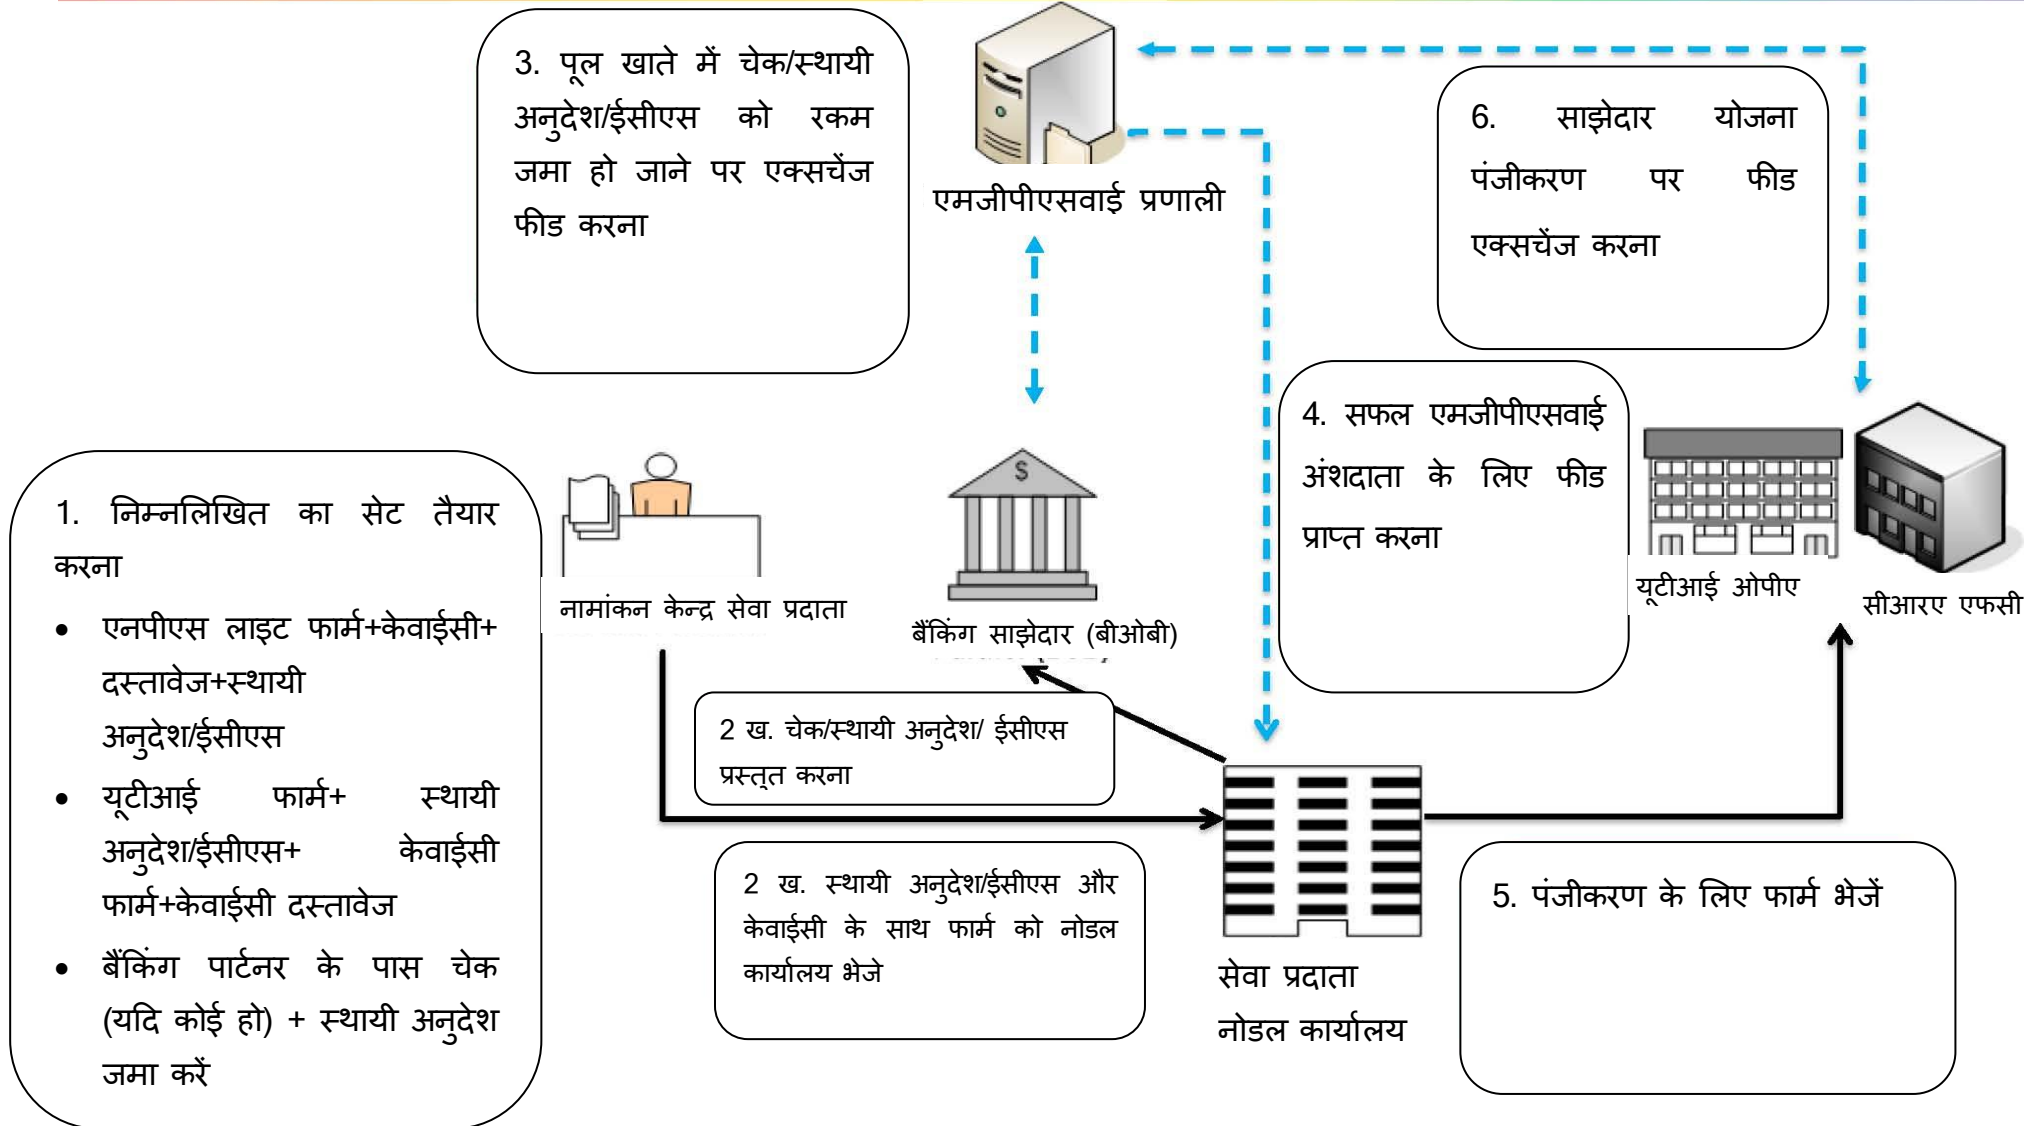 3. पूल खाते में चेक/स्थायी
अनुदेश/ईसीएस को रकम
जमा हो जाने पर एक्सचेंज
फीड करना
एमजीपीएसवाई प्रणाली
6. साझेदार योजना
पंजीकरण पर फीड
एक्सचेंज करना
1. निम्नलिखित का सेट तैयार
करना
• एनपीएस लाइट फार्म+केवाईसी+
दस्तावेज+स्थायी
अनुदेश/ईसीएस
• यूटीआई फार्म+ स्थायी
अनुदेश/ईसीएस+ केवाईसी
फार्म+केवाईसी दस्तावेज
• बैंकिंग पार्टनर के पास चेक
(यदि कोई हो) + स्थायी अनुदेश
जमा करें
नामांकन केन्द्र सेवा प्रदाता
$
बैंकिंग साझेदार (बीओबी)
4. सफल एमजीपीएसवाई
अंशदाता के लिए फीड
प्राप्त करना
यूटीआई ओपीए
सीआरए एफसी
2 ख. चेक/स्थायी अनुदेश/ ईसीएस
प्रस्तुत करना
2 ख. स्थायी अनुदेश/ईसीएस और
केवाईसी के साथ फार्म को नोडल
कार्यालय भेजे
सेवा प्रदाता
नोडल कार्यालय
5. पंजीकरण के लिए फार्म भेजें